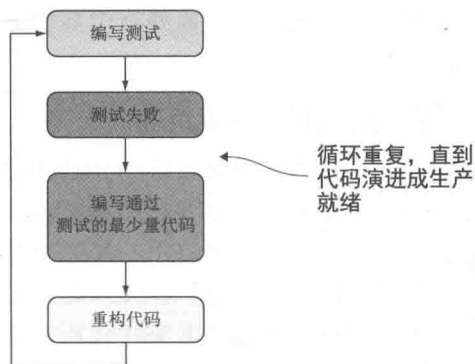 编写测试
测试失败
循环重复，直到
代码演进成生产
就绪
编写通过
测试的最少量代码
重构代码